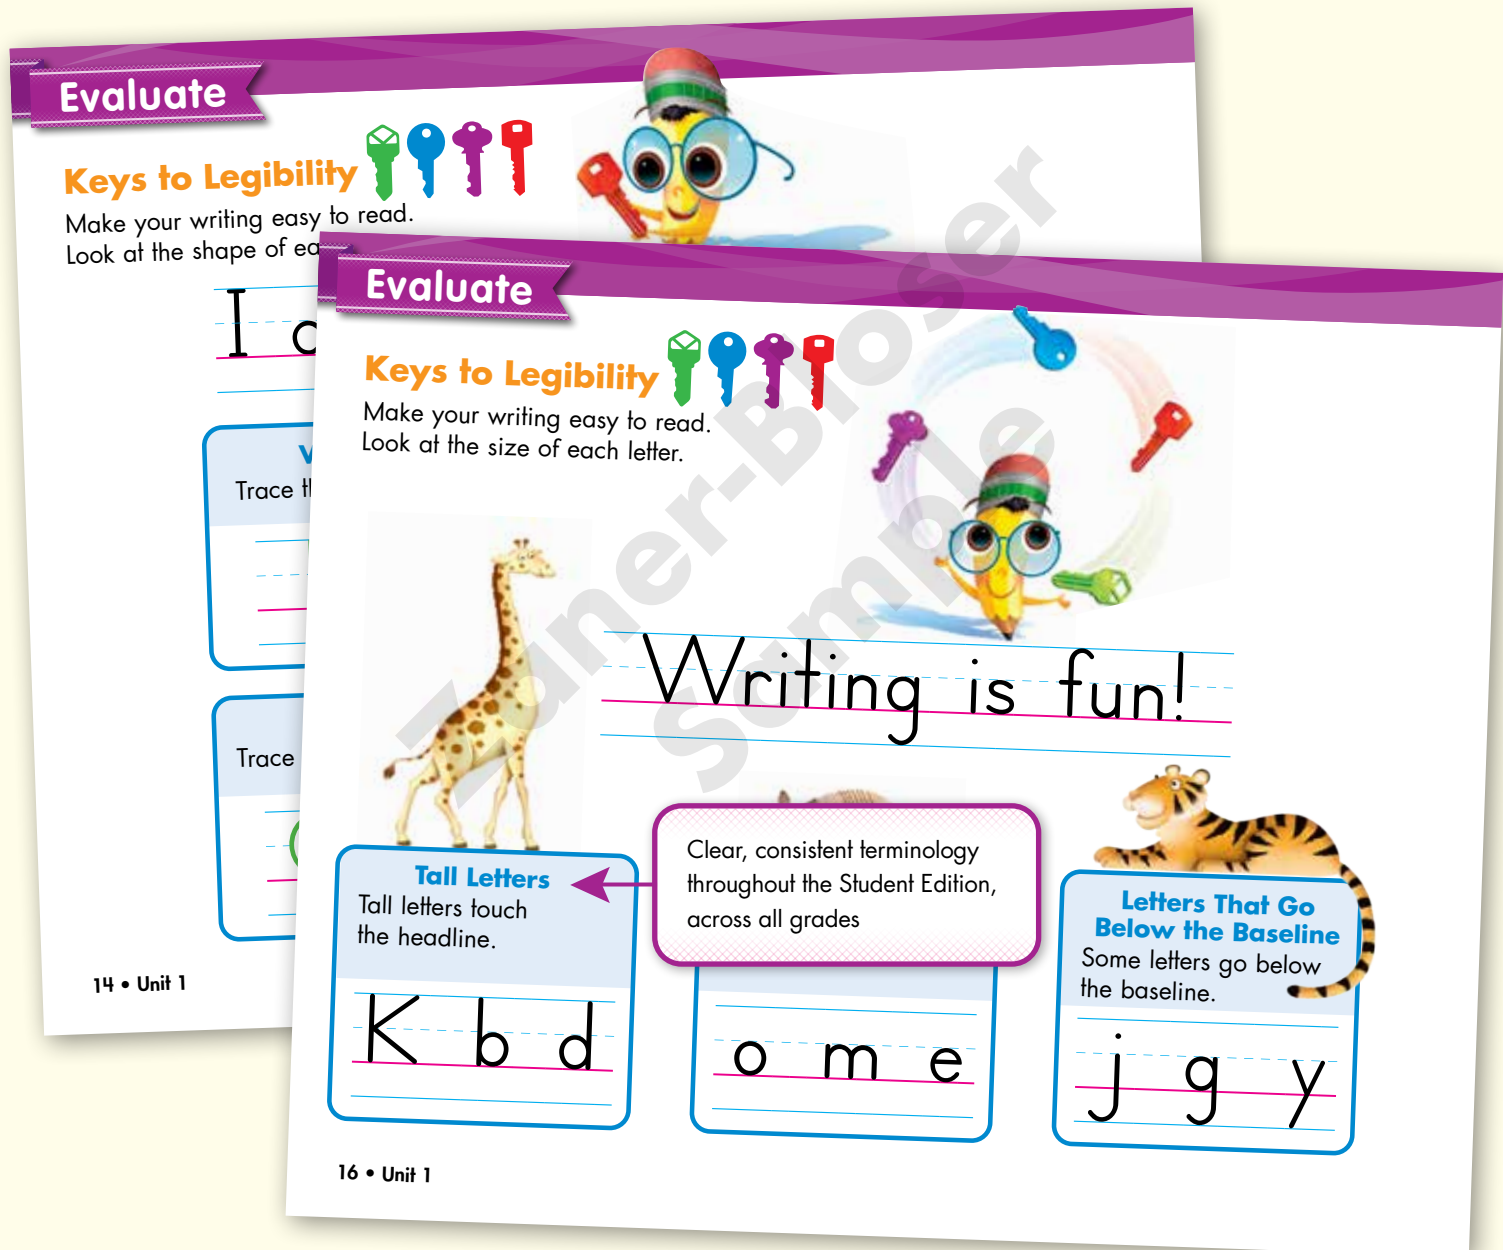 Evaluate
Keys to Legibility
Make your writing easy to read.
Look at the shape of
I
Trace
Trace
14 • Unit 1
Evaluate
Keys to Legibility
Make your writing easy to read.
Look at the size of each letter.
Writing is fun!
Tall Letters
Tall letters touch
the headline.
K b d
Clear, consistent terminology
throughout the Student Edition,
across all grades
o m e
Letters That Go
Below the Baseline
Some letters go below
the baseline.
j g y
16 • Unit 1
Zaner-Bloser
Sample